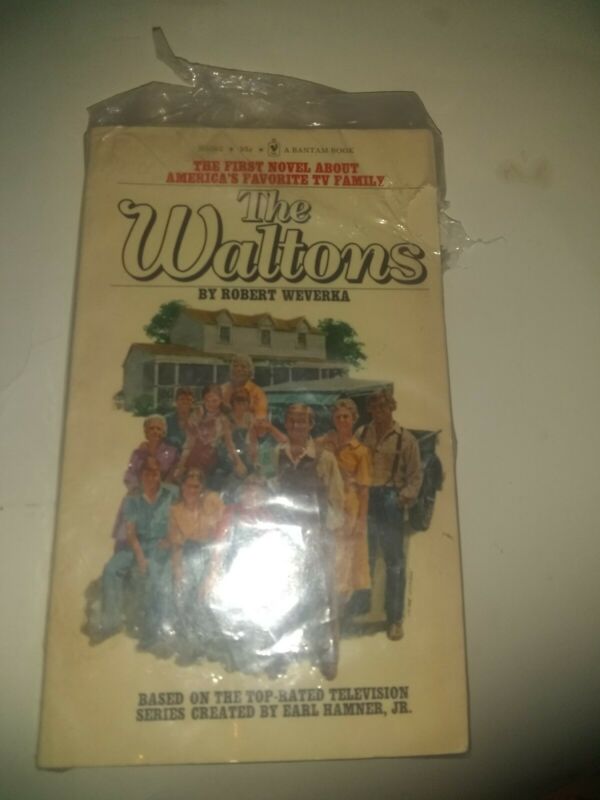 A BANTAM BOOK
THE FIRST NOVEL ABOUT
AMERICA'S FAVORITE TV FAMILY
The
Waltons
BY ROBERT WEVERKA
BASED ON THE TOP-RATED TELEVISION
SERIES CREATED BY EARL HAMNER, JR.